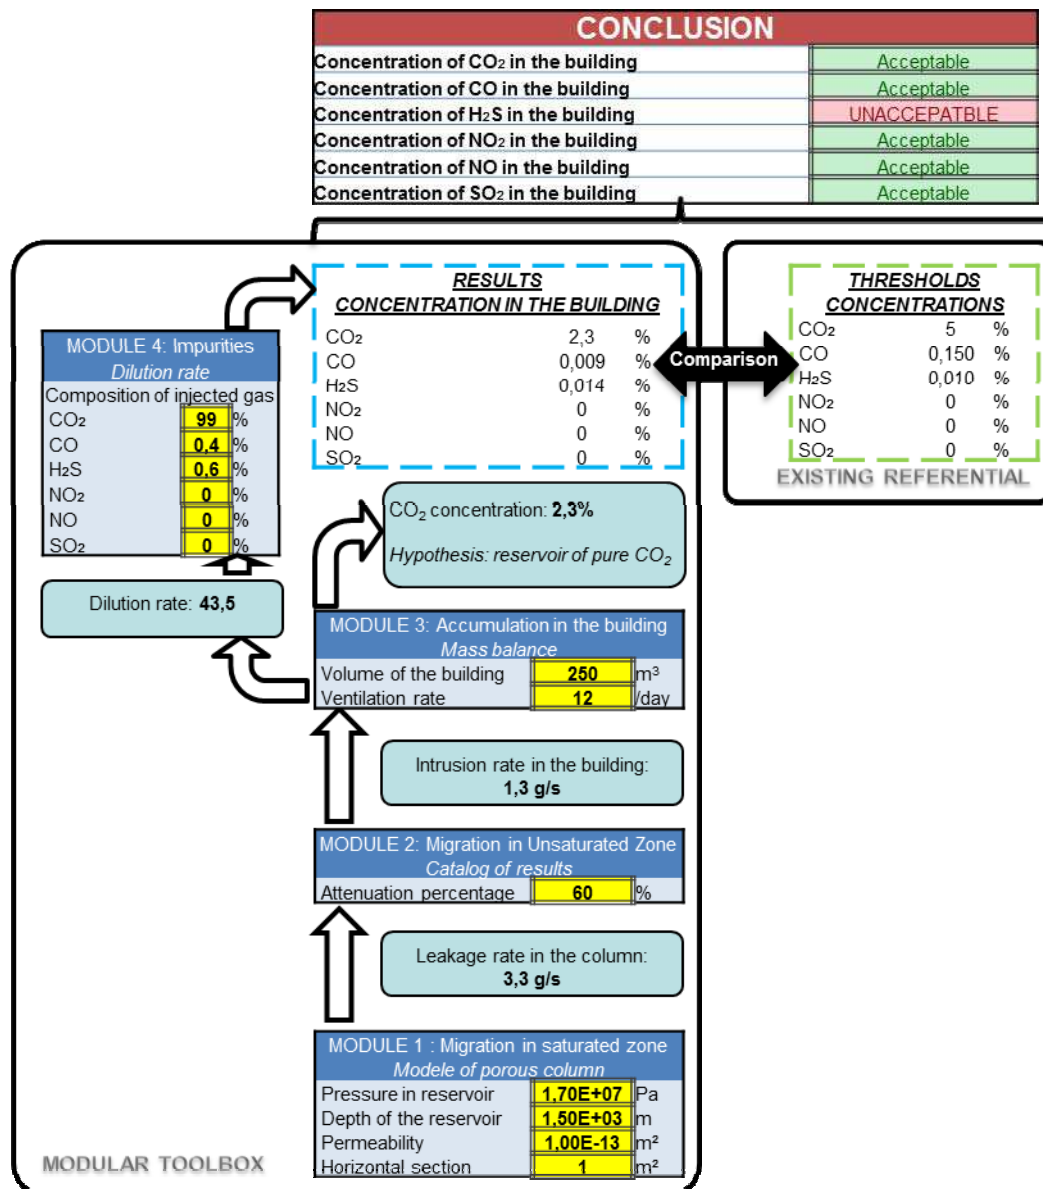 CONCLUSION
Concentration of CO₂ in the building Acceptable
Concentration of CO in the building Acceptable
Concentration of H₂S in the building UNACCEPATBLE
Concentration of NO₂ in the building Acceptable
Concentration of NO in the building Acceptable
Concentration of SO₂ in the building Acceptable
RESULTS
CONCENTRATION IN THE BUILDING
CO₂ 2,3 %
CO 0,009 %
H₂S 0,014 %
NO₂ 0 %
NO 0 %
SO₂ 0 %
Comparison
THRESHOLDS
CONCENTRATIONS
CO₂ 5 %
CO 0,150 %
H₂S 0,010 %
NO₂ 0 %
NO 0 %
SO₂ 0 %
EXISTING REFERENTIAL
MODULE 4: Impurities
Dilution rate
Composition of injected gas
CO₂ 99 %
CO 0,4 %
H₂S 0,6 %
NO₂ 0 %
NO 0 %
SO₂ 0 %
CO₂ concentration: 2,3%
Hypothesis: reservoir of pure CO₂
Dilution rate: 43,5
MODULE 3: Accumulation in the building
Mass balance
Volume of the building 250 m³
Ventilation rate 12 /day
Intrusion rate in the building:
1,3 g/s
MODULE 2: Migration in Unsaturated Zone
Catalog of results
Attenuation percentage 60 %
Leakage rate in the column:
3,3 g/s
MODULE 1 : Migration in saturated zone
Modele of porous column
Pressure in reservoir 1,70E+07 Pa
Depth of the reservoir 1,50E+03 m
Permeability 1,00E-13 m²
Horizontal section 1 m²
MODULAR TOOLBOX